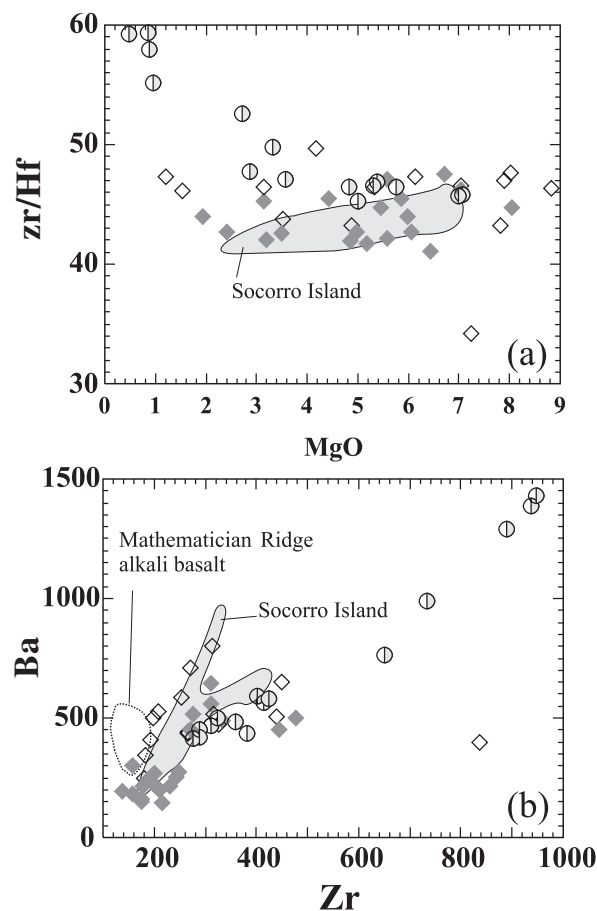 60
50
40
30
zr/Hf
Socorro Island
(a)
0 1 2 3 4 5 6 7 8 9
MgO
1500
1000
500
0
Ba
Mathematician Ridge
alkali basalt
Socorro Island
(b)
200 400 600 800 1000
Zr